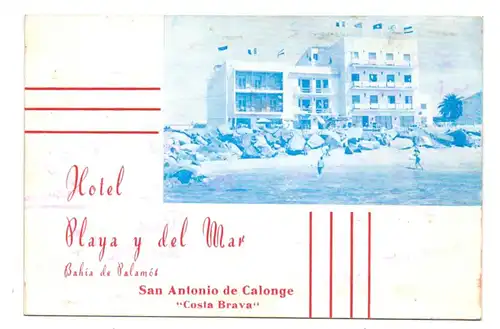 Hotel
Playa y del Mar
Bahía de Palamós
San Antonio de Calonge
"Costa Brava"